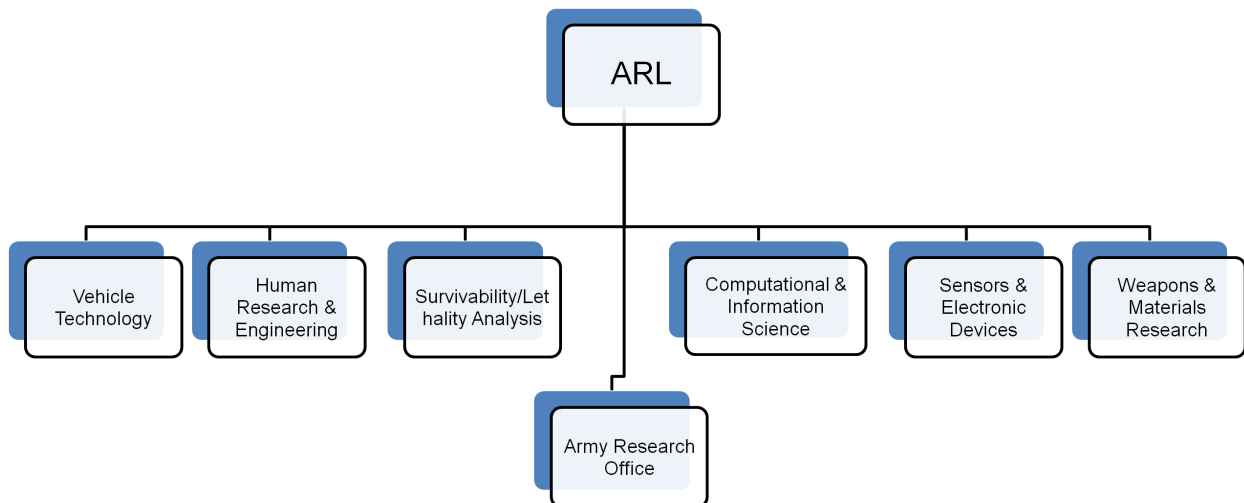 ARL
Vehicle
Technology
Human
Research &
Engineering
Survivability/Let
hality Analysis
Computational &
Information
Science
Sensors &
Electronic
Devices
Weapons &
Materials
Research
Army Research
Office